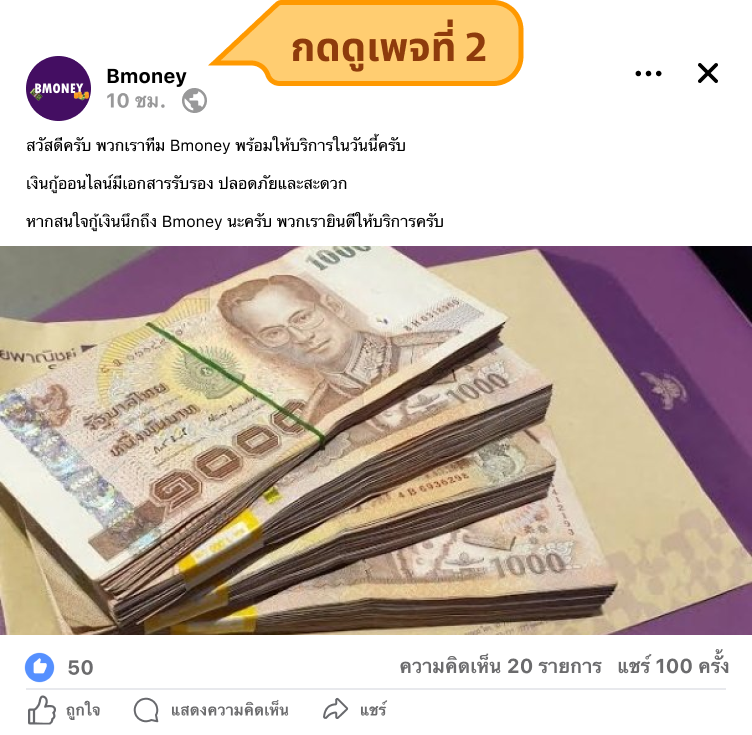 กดดูเพจที่ 2
BMONEY
Bmoney
10 ชม.
สวัสดีครับ พวกเราทีม Bmoney พร้อมให้บริการในวันนี้ครับ
เงินกู้ออนไลน์มีเอกสารรับรอง ปลอดภัยและสะดวก
หากสนใจกู้เงินนึกถึง Bmoney นะครับ พวกเรายินดีให้บริการครับ
1000
รัฐบาลไทย
หนึ่งพันบาท
๑๐๐๐
1000
4 B 6936298
1000
50
ความคิดเห็น 20 รายการ แชร์ 100 ครั้ง
ถูกใจ
แสดงความคิดเห็น
แชร์